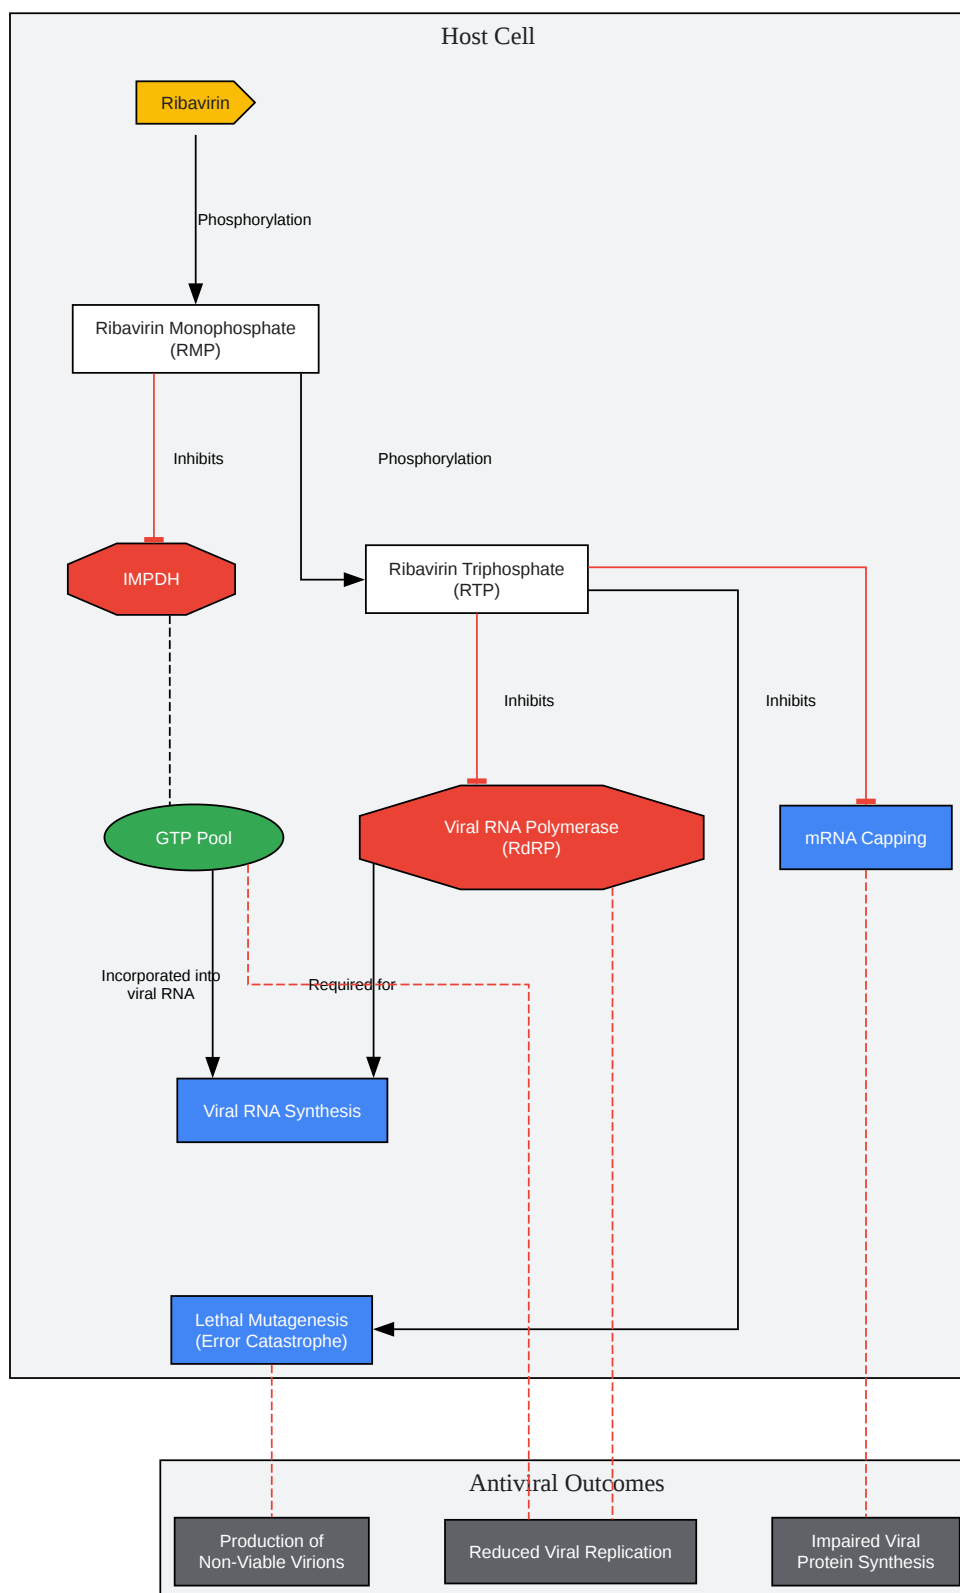 Host Cell
Ribavirin
Phosphorylation
Ribavirin Monophosphate
(RMP)
Inhibits
Phosphorylation
IMPDH
Ribavirin Triphosphate
(RTP)
Inhibits
Inhibits
GTP Pool
Viral RNA Polymerase
(RdRP)
mRNA Capping
Incorporated into
viral RNA
Required for
Viral RNA Synthesis
Lethal Mutagenesis
(Error Catastrophe)
Antiviral Outcomes
Production of
Non-Viable Virions
Reduced Viral Replication
Impaired Viral
Protein Synthesis